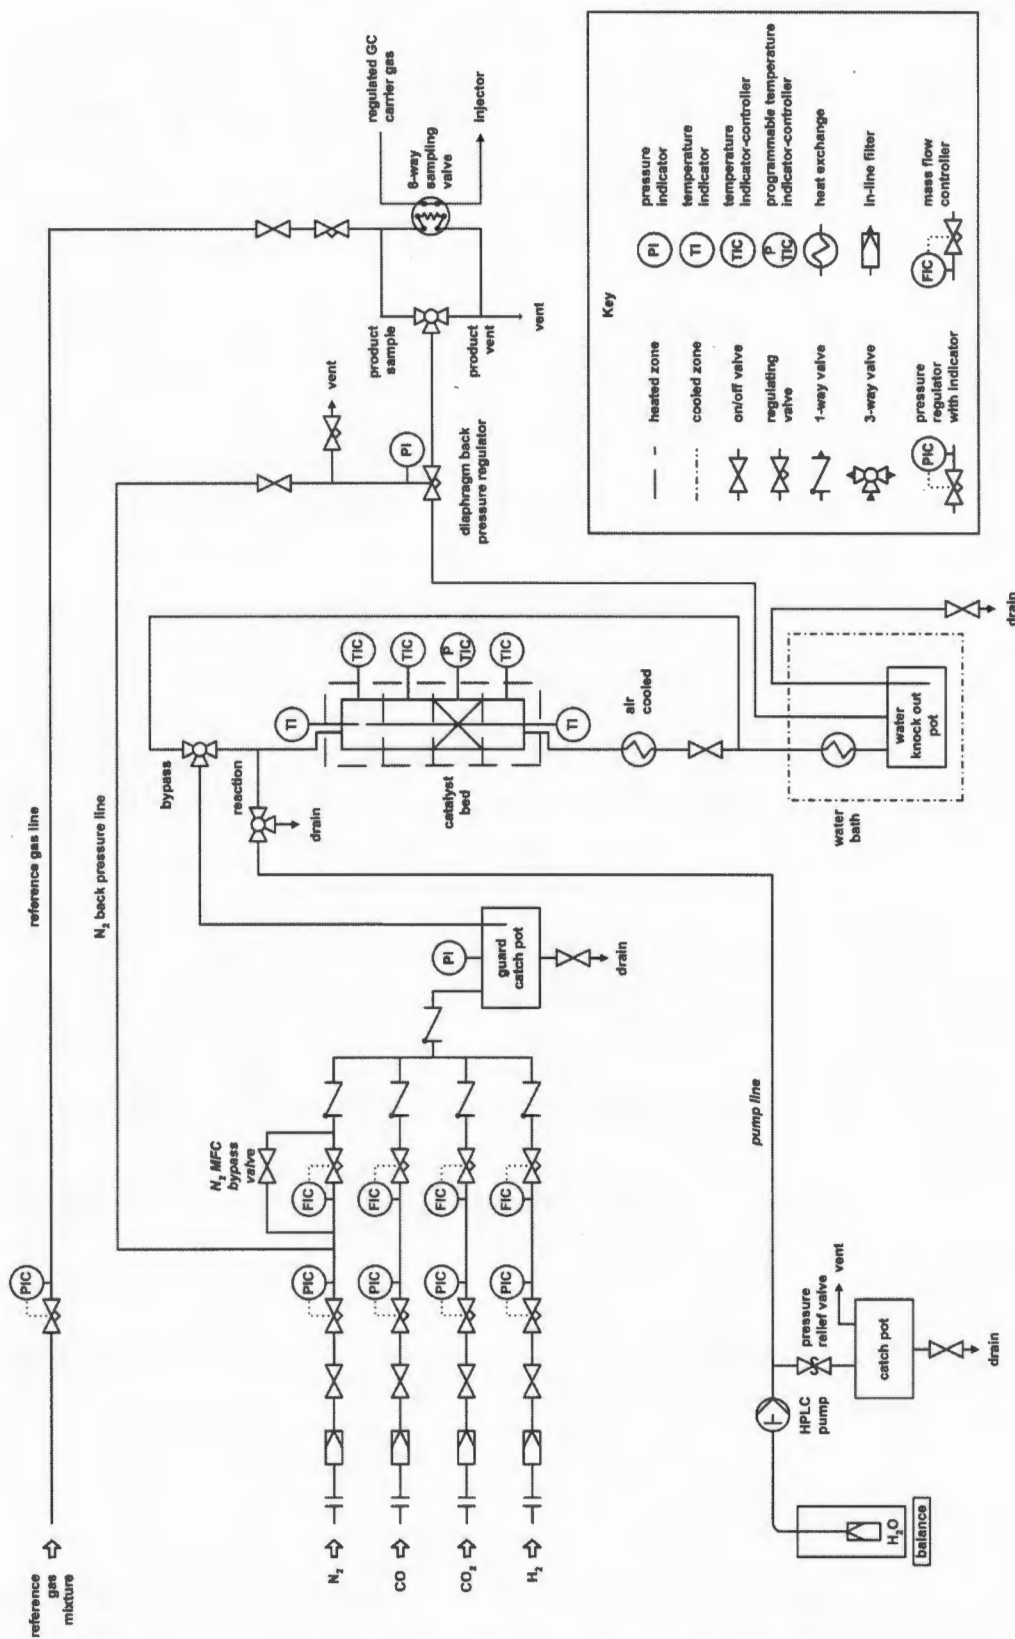 reference
gas
mixture
PIC
reference gas line
N₂ back pressure line
N₂
CO
CO₂
H₂
PIC
PIC
PIC
PIC
N₂ MFC
bypass
valve
FIC
FIC
FIC
FIC
PI
guard
catch pot
drain
bypass
reaction
drain
TI
TIC
TIC
P
TIC
TIC
TI
catalyst
bed
air
cooled
water
bath
water
knock out
pot
drain
vent
PI
diaphragm back
pressure regulator
product
sample
product
vent
vent
6-way
sampling
valve
regulated GC
carrier gas
injector
H₂O
balance
HPLC
pump
pressure
relief valve
vent
catch pot
drain
pump line
Key
heated zone
cooled zone
on/off valve
regulating
valve
1-way valve
3-way valve
PIC
pressure
regulator
with indicator
PI
pressure
indicator
TI
temperature
indicator
TIC
temperature
indicator-controller
P
TIC
programmable temperature
indicator-controller
heat exchange
in-line filter
FIC
mass flow
controller